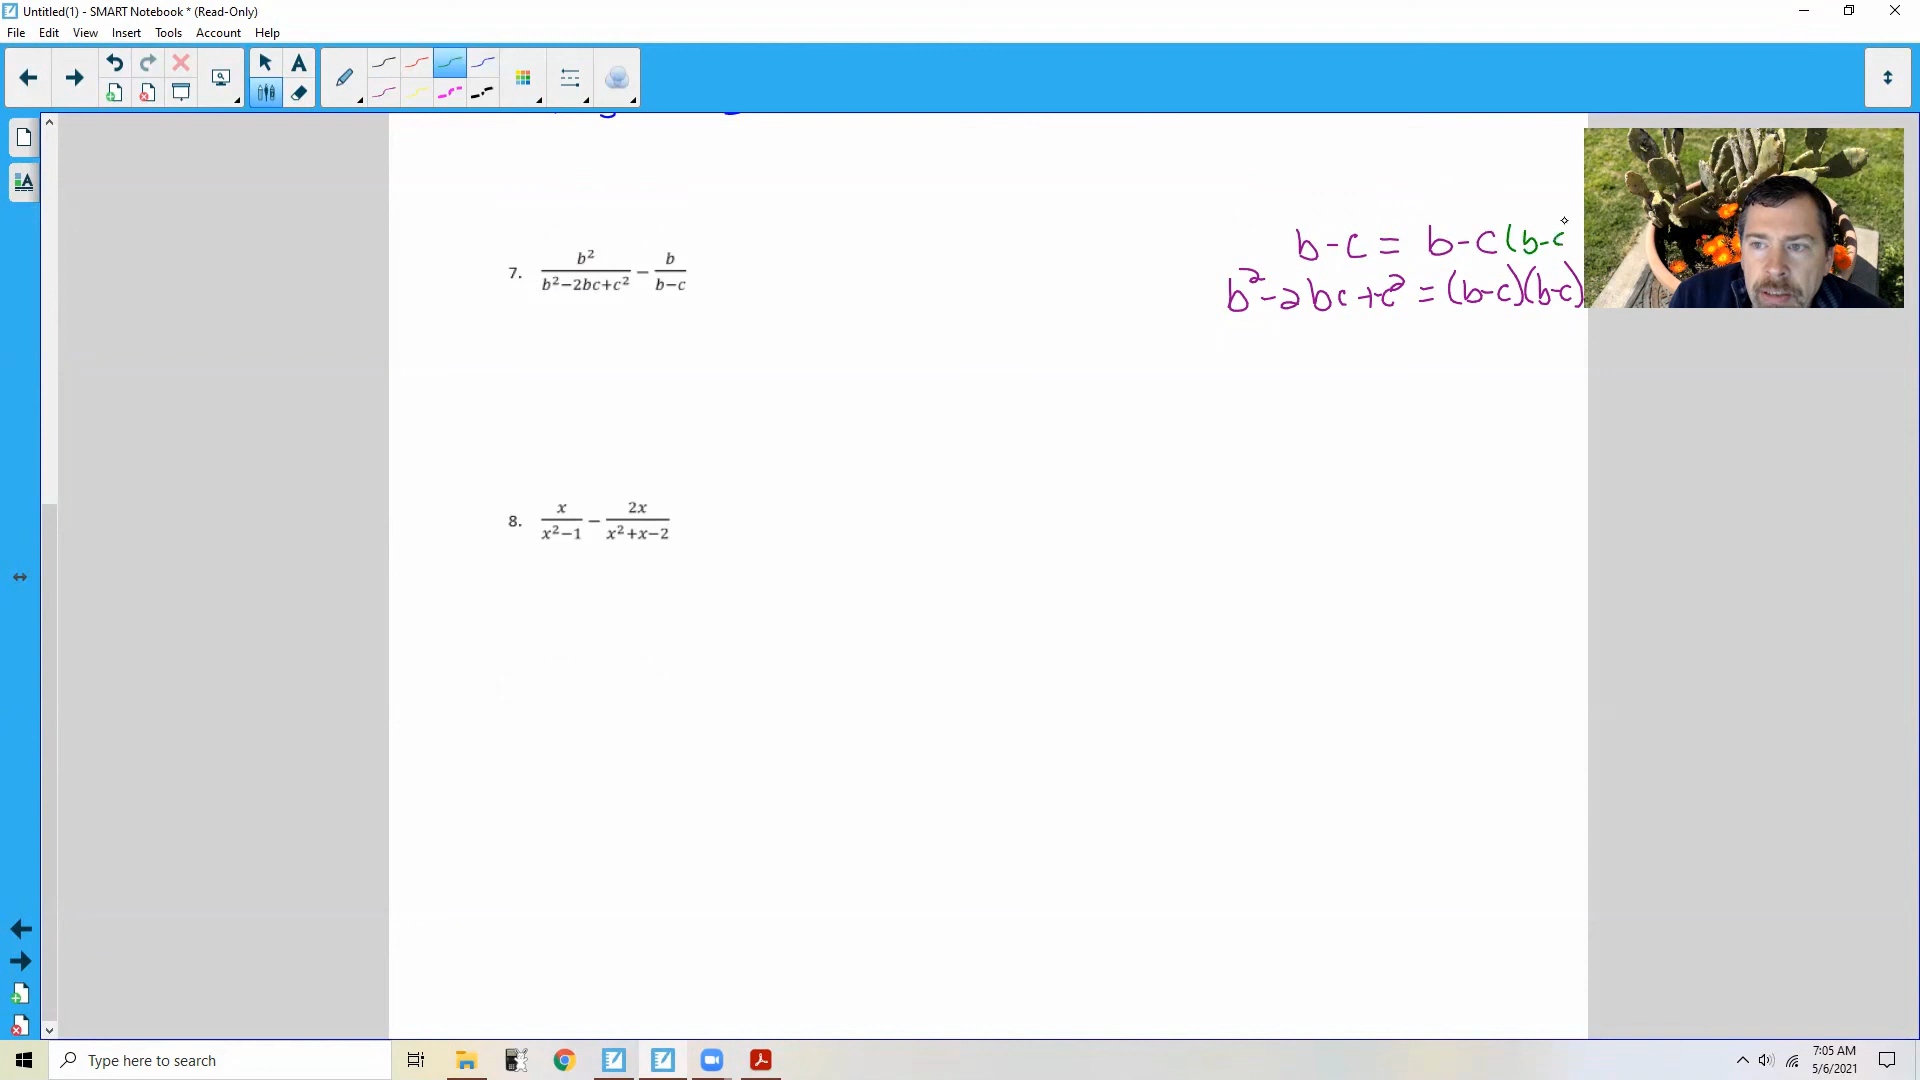 Untitled(1) - SMART Notebook * (Read-Only)
File Edit View Insert Tools Account Help
b-c = b-c(b-c
7. b²/(b²−2bc+c²) − b/(b−c)
b²-2bc+c² = (b-c)(b-c)
8. x/(x²−1) − 2x/(x²+x−2)
Type here to search
7:05 AM
5/6/2021